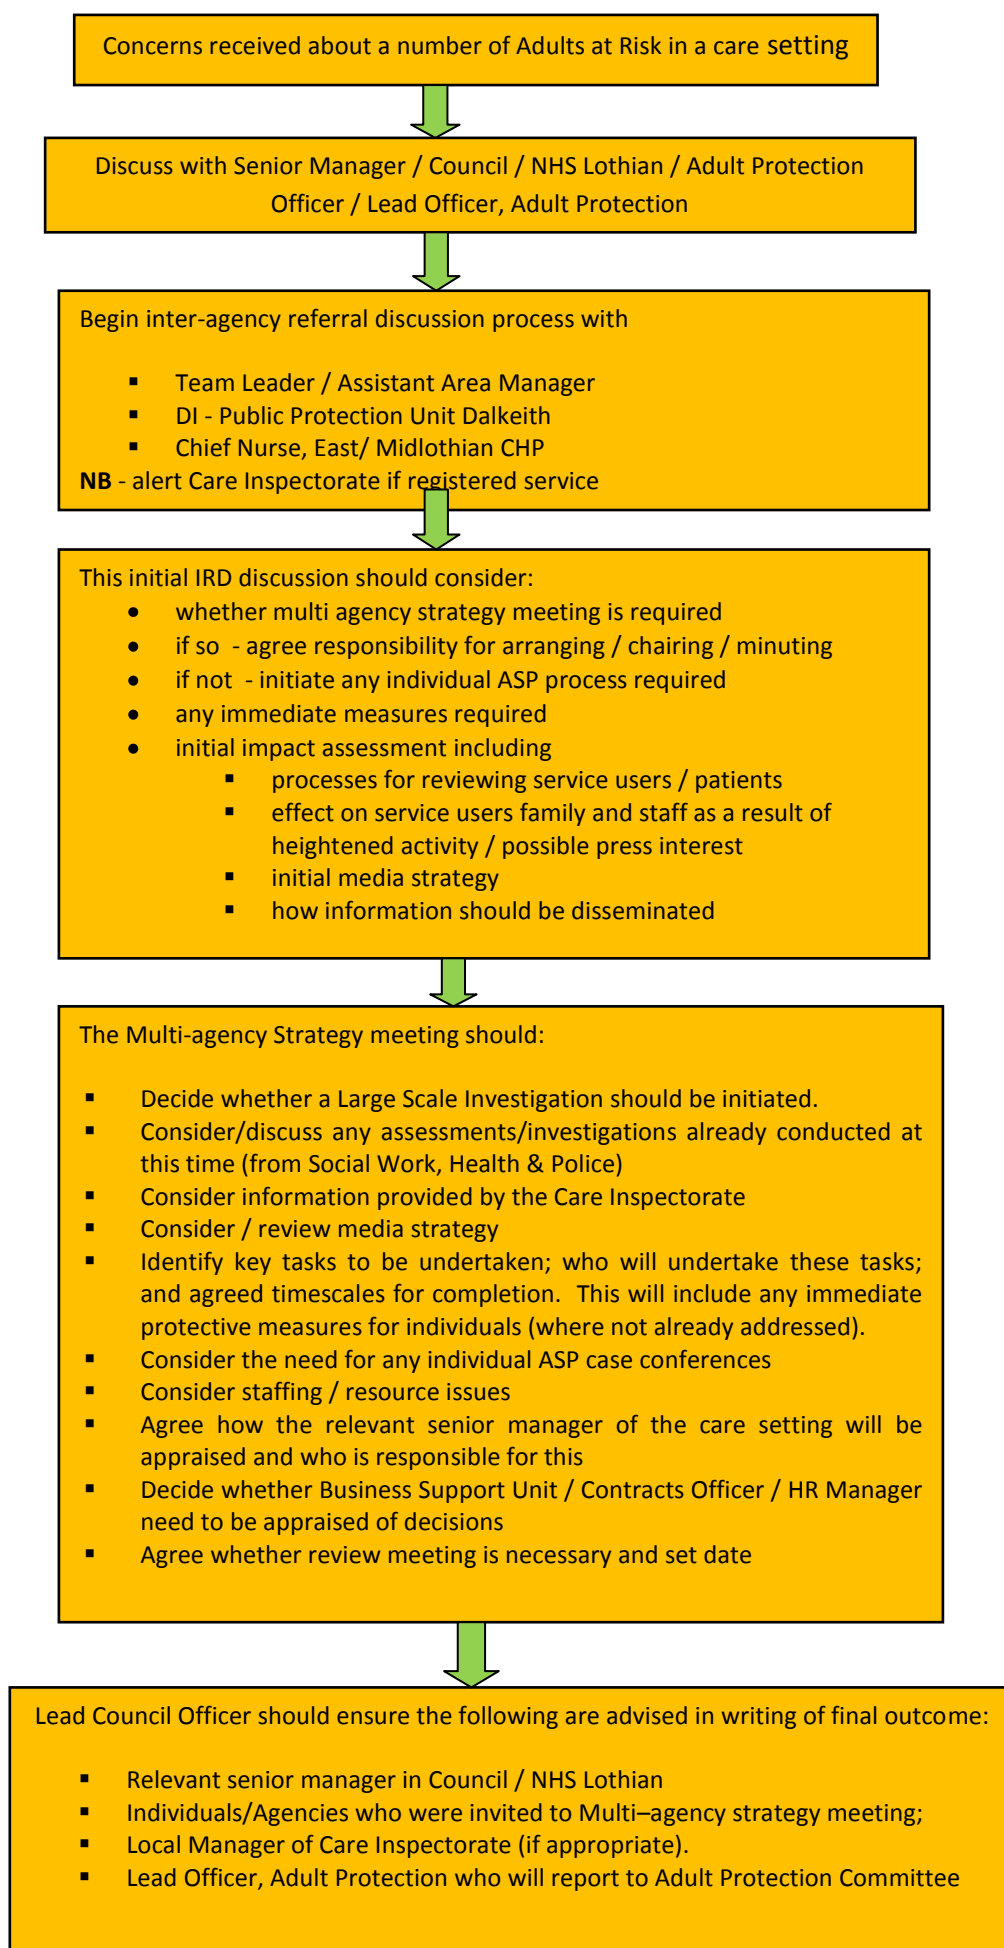 Concerns received about a number of Adults at Risk in a care setting
Discuss with Senior Manager / Council / NHS Lothian / Adult Protection
Officer / Lead Officer, Adult Protection
Begin inter-agency referral discussion process with
▪ Team Leader / Assistant Area Manager
▪ DI - Public Protection Unit Dalkeith
▪ Chief Nurse, East/ Midlothian CHP
NB - alert Care Inspectorate if registered service
This initial IRD discussion should consider:
• whether multi agency strategy meeting is required
• if so - agree responsibility for arranging / chairing / minuting
• if not - initiate any individual ASP process required
• any immediate measures required
• initial impact assessment including
▪ processes for reviewing service users / patients
▪ effect on service users family and staff as a result of
heightened activity / possible press interest
▪ initial media strategy
▪ how information should be disseminated
The Multi-agency Strategy meeting should:
▪ Decide whether a Large Scale Investigation should be initiated.
▪ Consider/discuss any assessments/investigations already conducted at
this time (from Social Work, Health & Police)
▪ Consider information provided by the Care Inspectorate
▪ Consider / review media strategy
▪ Identify key tasks to be undertaken; who will undertake these tasks;
and agreed timescales for completion. This will include any immediate
protective measures for individuals (where not already addressed).
▪ Consider the need for any individual ASP case conferences
▪ Consider staffing / resource issues
▪ Agree how the relevant senior manager of the care setting will be
appraised and who is responsible for this
▪ Decide whether Business Support Unit / Contracts Officer / HR Manager
need to be appraised of decisions
▪ Agree whether review meeting is necessary and set date
Lead Council Officer should ensure the following are advised in writing of final outcome:
▪ Relevant senior manager in Council / NHS Lothian
▪ Individuals/Agencies who were invited to Multi–agency strategy meeting;
▪ Local Manager of Care Inspectorate (if appropriate).
▪ Lead Officer, Adult Protection who will report to Adult Protection Committee